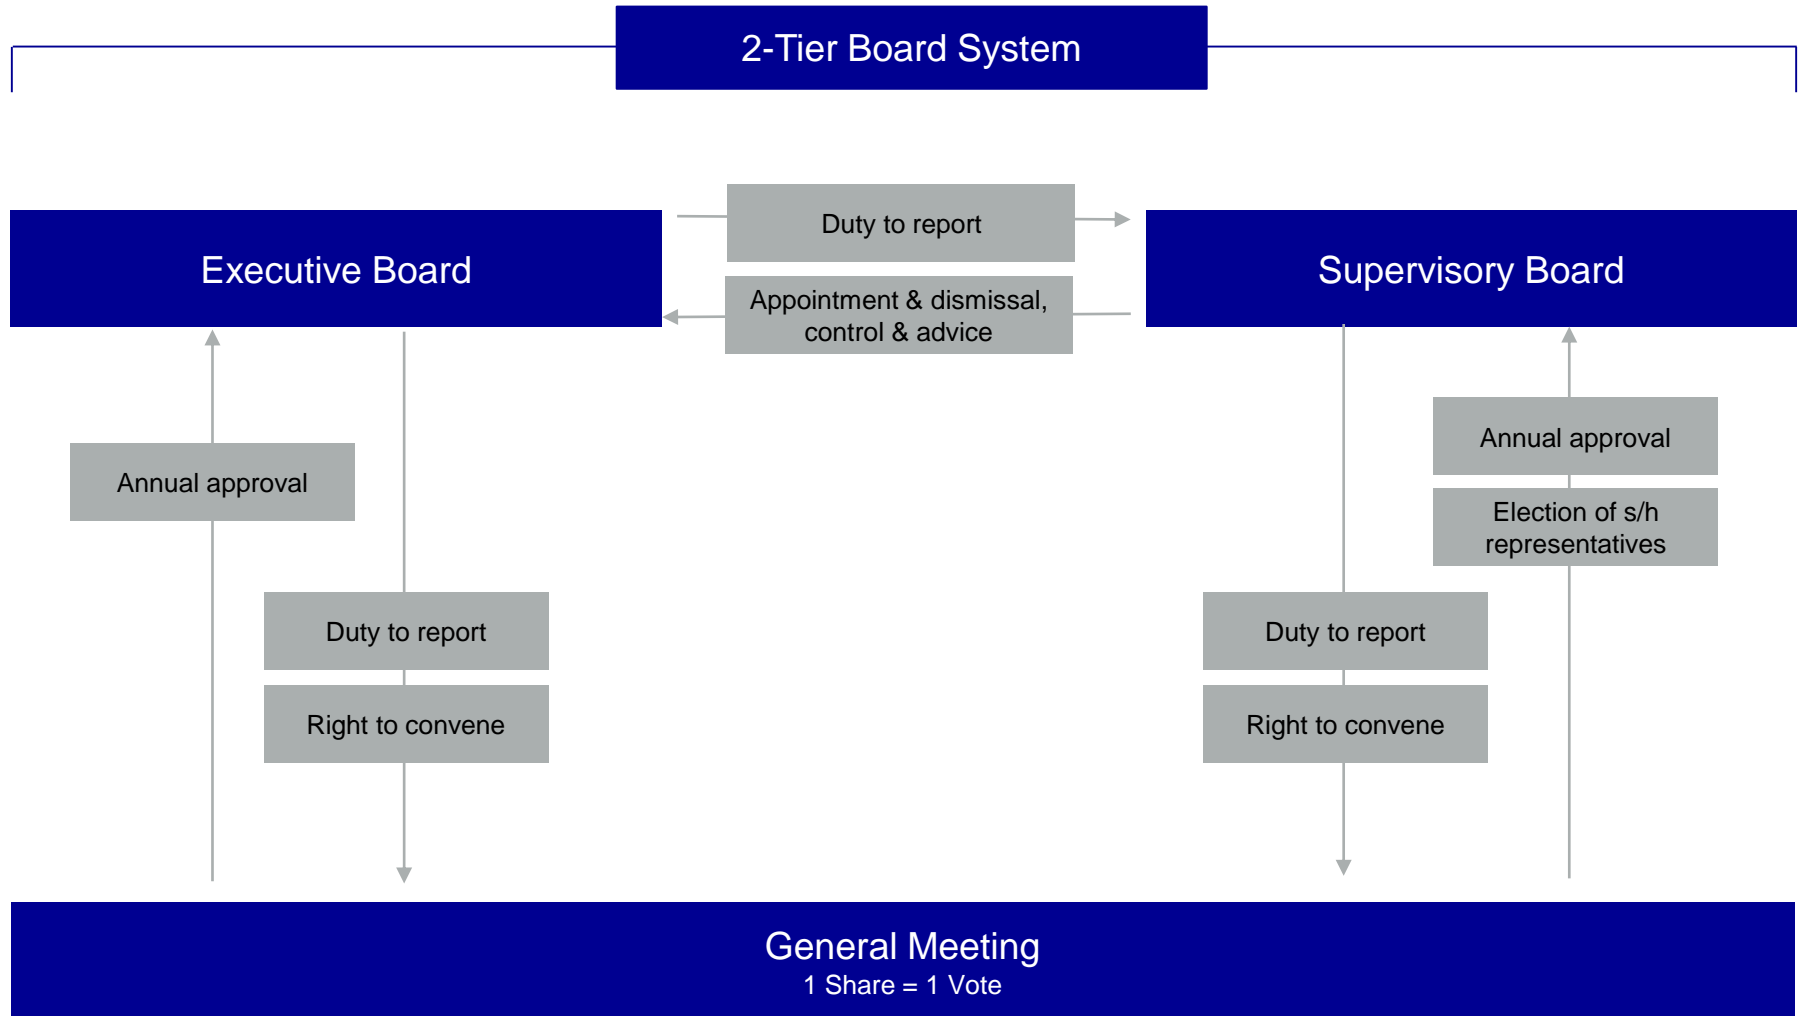 2-Tier Board System
Executive Board
Duty to report
Appointment & dismissal,
control & advice
Supervisory Board
Annual approval
Duty to report
Right to convene
Duty to report
Right to convene
Annual approval
Election of s/h
representatives
General Meeting
1 Share = 1 Vote